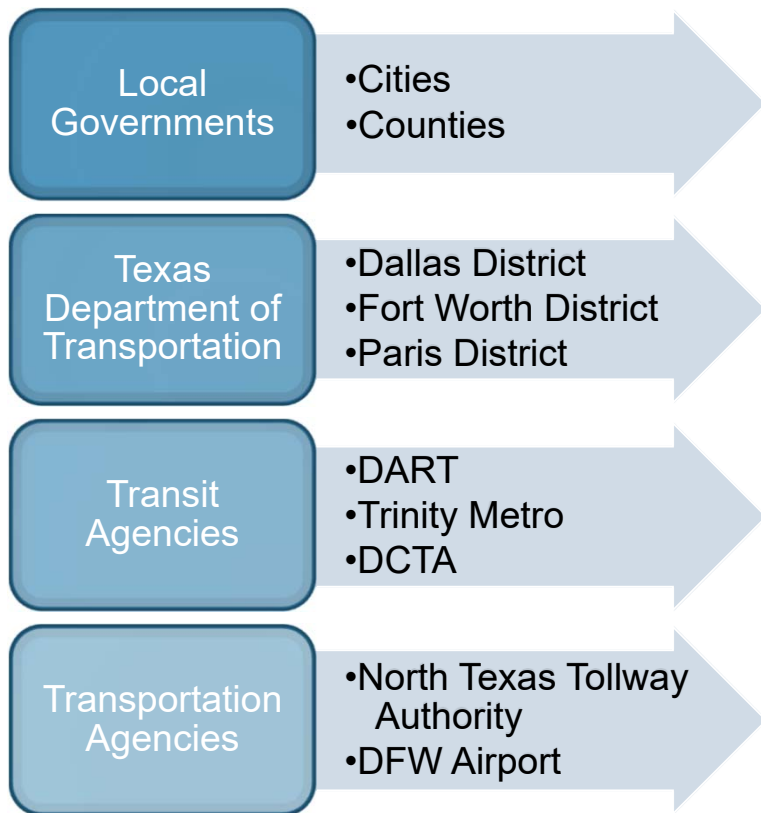 Local
Governments
•Cities
•Counties
Texas
Department of
Transportation
•Dallas District
•Fort Worth District
•Paris District
Transit
Agencies
•DART
•Trinity Metro
•DCTA
Transportation
Agencies
•North Texas Tollway
Authority
•DFW Airport